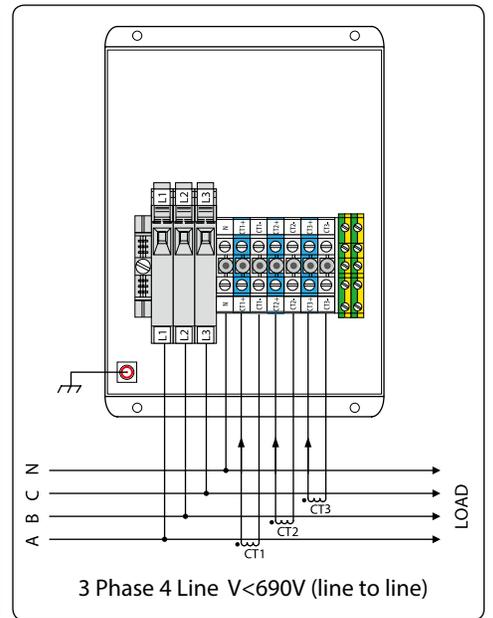 L1 L2 L3
N CT1+ CT1- CT2+ CT2- CT3+ CT3-
N CT1+ CT1- CT2+ CT2- CT3+ CT3-
L1 L2 L3
N
C
B
A
CT3
CT2
CT1
LOAD
3 Phase 4 Line V<690V (line to line)